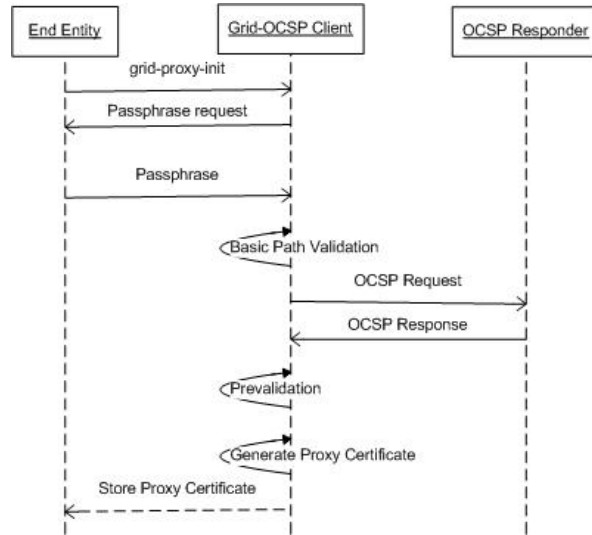 End Entity
Grid-OCSP Client
OCSP Responder
grid-proxy-init
Passphrase request
Passphrase
Basic Path Validation
OCSP Request
OCSP Response
Prevalidation
Generate Proxy Certificate
Store Proxy Certificate